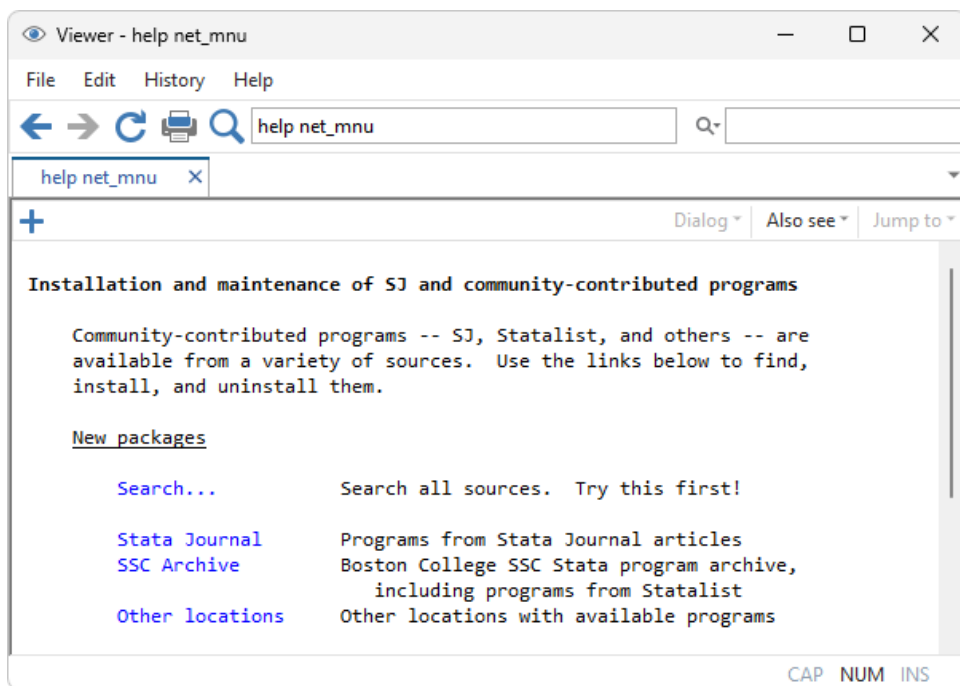 Viewer - help net_mnu
File Edit History Help
help net_mnu
help net_mnu
Dialog Also see Jump to
Installation and maintenance of SJ and community-contributed programs
Community-contributed programs -- SJ, Statalist, and others -- are
available from a variety of sources.  Use the links below to find,
install, and uninstall them.
New packages
Search... Search all sources.  Try this first!
Stata Journal Programs from Stata Journal articles
SSC Archive Boston College SSC Stata program archive,
including programs from Statalist
Other locations Other locations with available programs
CAP NUM INS